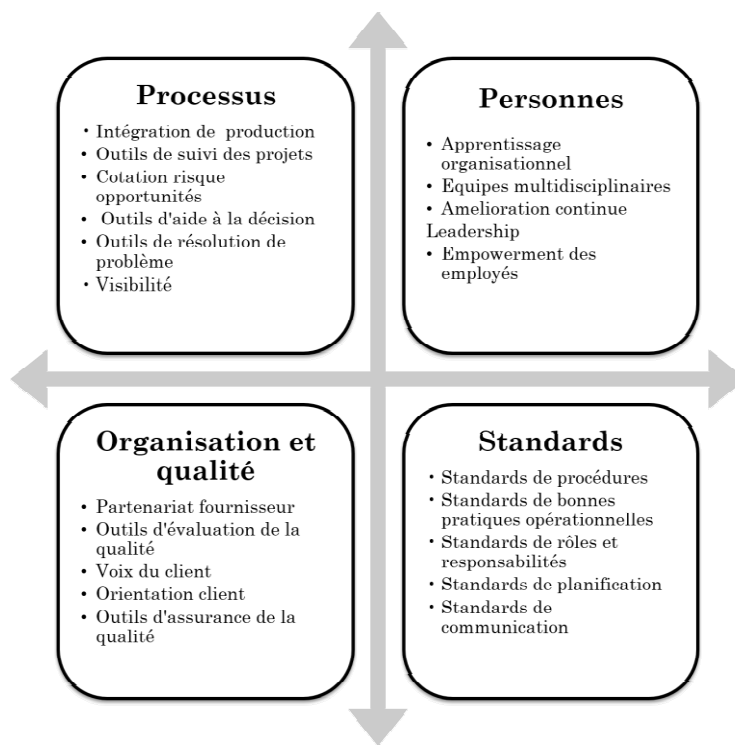 Processus
• Intégration de production
• Outils de suivi des projets
• Cotation risque
opportunités
• Outils d'aide à la décision
• Outils de résolution de
problème
• Visibilité
Personnes
• Apprentissage
organisationnel
• Equipes multidisciplinaires
• Amelioration continue
Leadership
• Empowerment des
employés
Organisation et
qualité
• Partenariat fournisseur
• Outils d'évaluation de la
qualité
• Voix du client
• Orientation client
• Outils d'assurance de la
qualité
Standards
• Standards de procédures
• Standards de bonnes
pratiques opérationnelles
• Standards de rôles et
responsabilités
• Standards de planification
• Standards de
communication